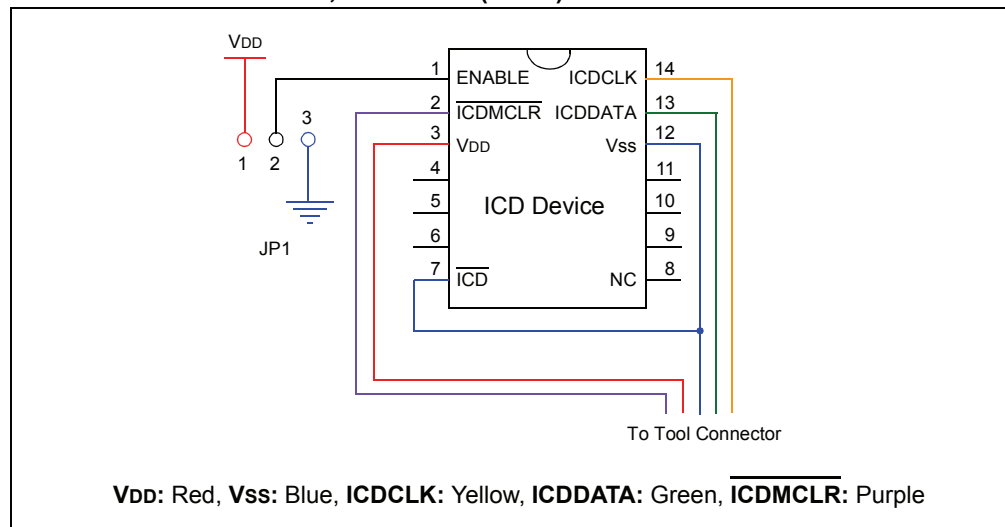 VDD
1 2 3
JP1
1 ENABLE ICDCLK 14
2 ICDMCLR ICDDATA 13
3 VDD Vss 12
4 11
5 ICD Device 10
6 9
7 ICD NC 8
To Tool Connector
VDD: Red, Vss: Blue, ICDCLK: Yellow, ICDDATA: Green, ICDMCLR: Purple